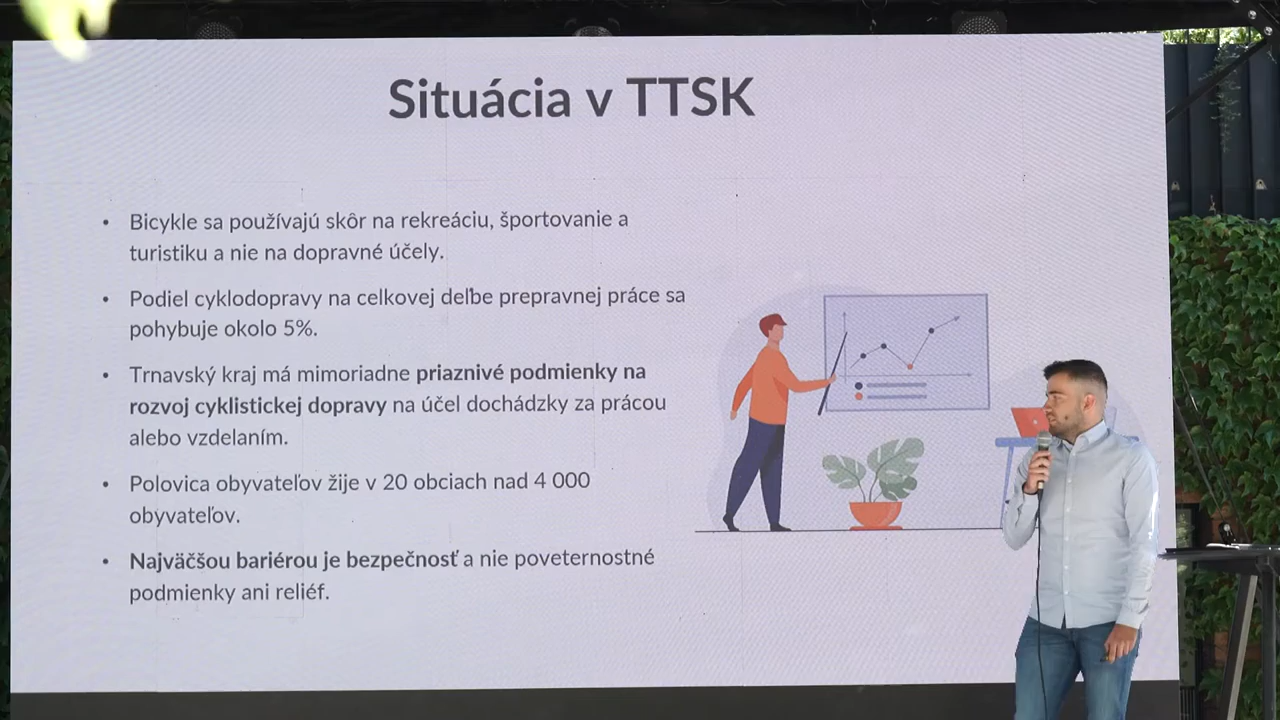 Situácia v TTSK
• Bicykle sa používajú skôr na rekreáciu, športovanie a
turistiku a nie na dopravné účely.
• Podiel cyklodopravy na celkovej deľbe prepravnej práce sa
pohybuje okolo 5%.
• Trnavský kraj má mimoriadne priaznivé podmienky na
rozvoj cyklistickej dopravy na účel dochádzky za prácou
alebo vzdelaním.
• Polovica obyvateľov žije v 20 obciach nad 4 000
obyvateľov.
• Najväčšou bariérou je bezpečnosť a nie poveternostné
podmienky ani reliéf.